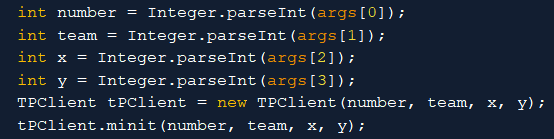 int number = Integer.parseInt(args[0]);
int team = Integer.parseInt(args[1]);
int x = Integer.parseInt(args[2]);
int y = Integer.parseInt(args[3]);
TPClient tPClient = new TPClient(number, team, x, y);
tPClient.minit(number, team, x, y);